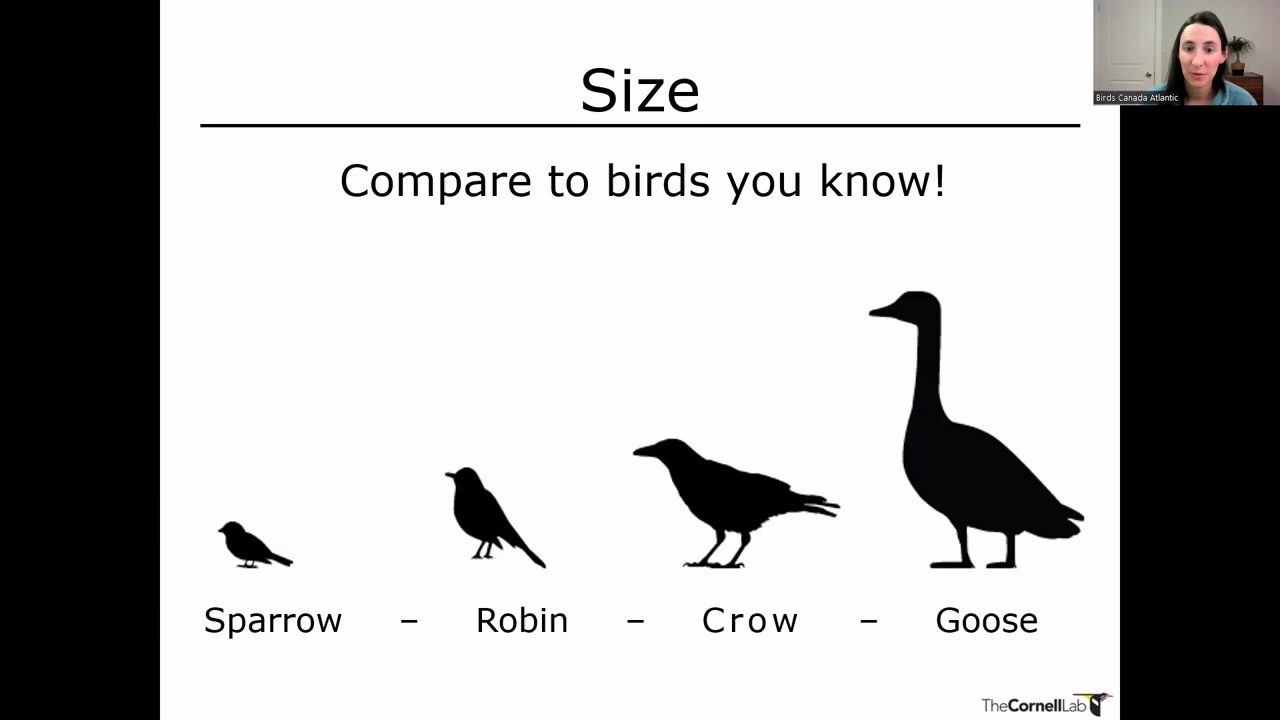 Size
Compare to birds you know!
Birds Canada Atlantic
Sparrow – Robin – Crow – Goose
TheCornellLab